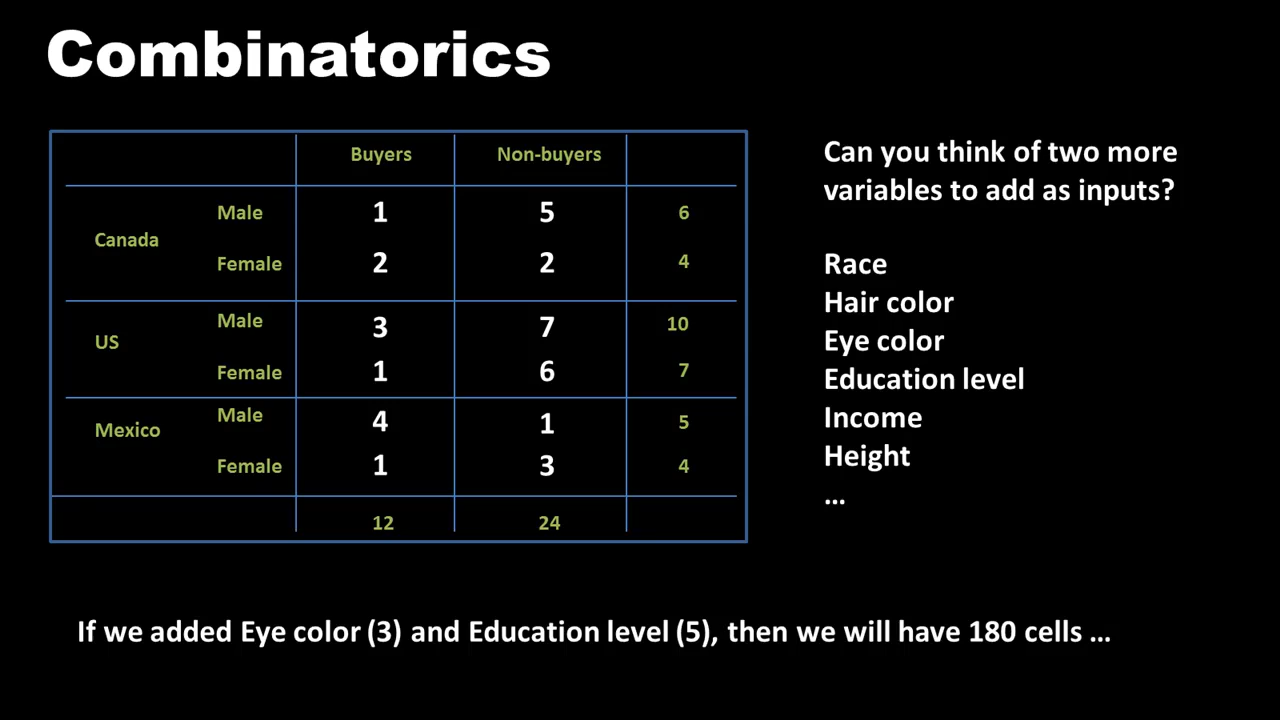 Combinatorics
Buyers Non-buyers
Male 1 5 6
Canada
Female 2 2 4
Male 3 7 10
US
Female 1 6 7
Male 4 1 5
Mexico
Female 1 3 4
12 24
Can you think of two more
variables to add as inputs?
Race
Hair color
Eye color
Education level
Income
Height
...
If we added Eye color (3) and Education level (5), then we will have 180 cells ...